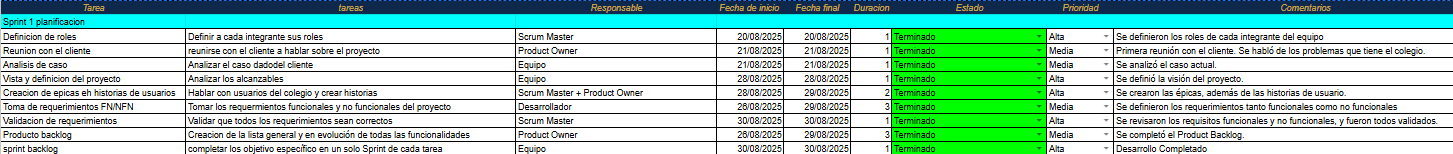 Tarea tareas Responsable Fecha de inicio Fecha final Duracion Estado Prioridad Comentarios
Sprint 1 planificacion
Definicion de roles Definir a cada integrante sus roles Scrum Master 20/08/2025 20/08/2025 1 Terminado Alta Se definieron los roles de cada integrante del equipo
Reunion con el cliente reunirse con el cliente a hablar sobre el proyecto Product Owner 21/08/2025 21/08/2025 1 Terminado Media Primera reunión con el cliente. Se habló de los problemas que tiene el colegio.
Analisis de caso Analizar el caso dadodel cliente Equipo 21/08/2025 21/08/2025 1 Terminado Media Se analizó el caso actual.
Vista y definicion del proyecto Analizar los alcanzables Equipo 28/08/2025 28/08/2025 1 Terminado Alta Se definió la visión del proyecto.
Creacion de epicas eh historias de usuarios Hablar con usuarios del colegio y crear historias Scrum Master + Product Owner 28/08/2025 29/08/2025 2 Terminado Alta Se crearon las épicas, además de las historias de usuario.
Toma de requerimientos FN/NFN Tomar los requermientos funcionales y no funcionales del proyecto Desarrollador 26/08/2025 29/08/2025 3 Terminado Media Se definieron los requerimientos tanto funcionales como no funcionales
Validacion de requerimientos Validar que todos los requerimientos sean correctos Scrum Master 30/08/2025 30/08/2025 1 Terminado Alta Se revisaron los requisitos funcionales y no funcionales, y fueron todos validados.
Producto backlog Creacion de la lista general y en evolución de todas las funcionalidades Product Owner 26/08/2025 29/08/2025 3 Terminado Media Se completó el Product Backlog.
sprint backlog completar los objetivo específico en un solo Sprint de cada tarea Equipo 30/08/2025 30/08/2025 1 Terminado Alta Desarrollo Completado